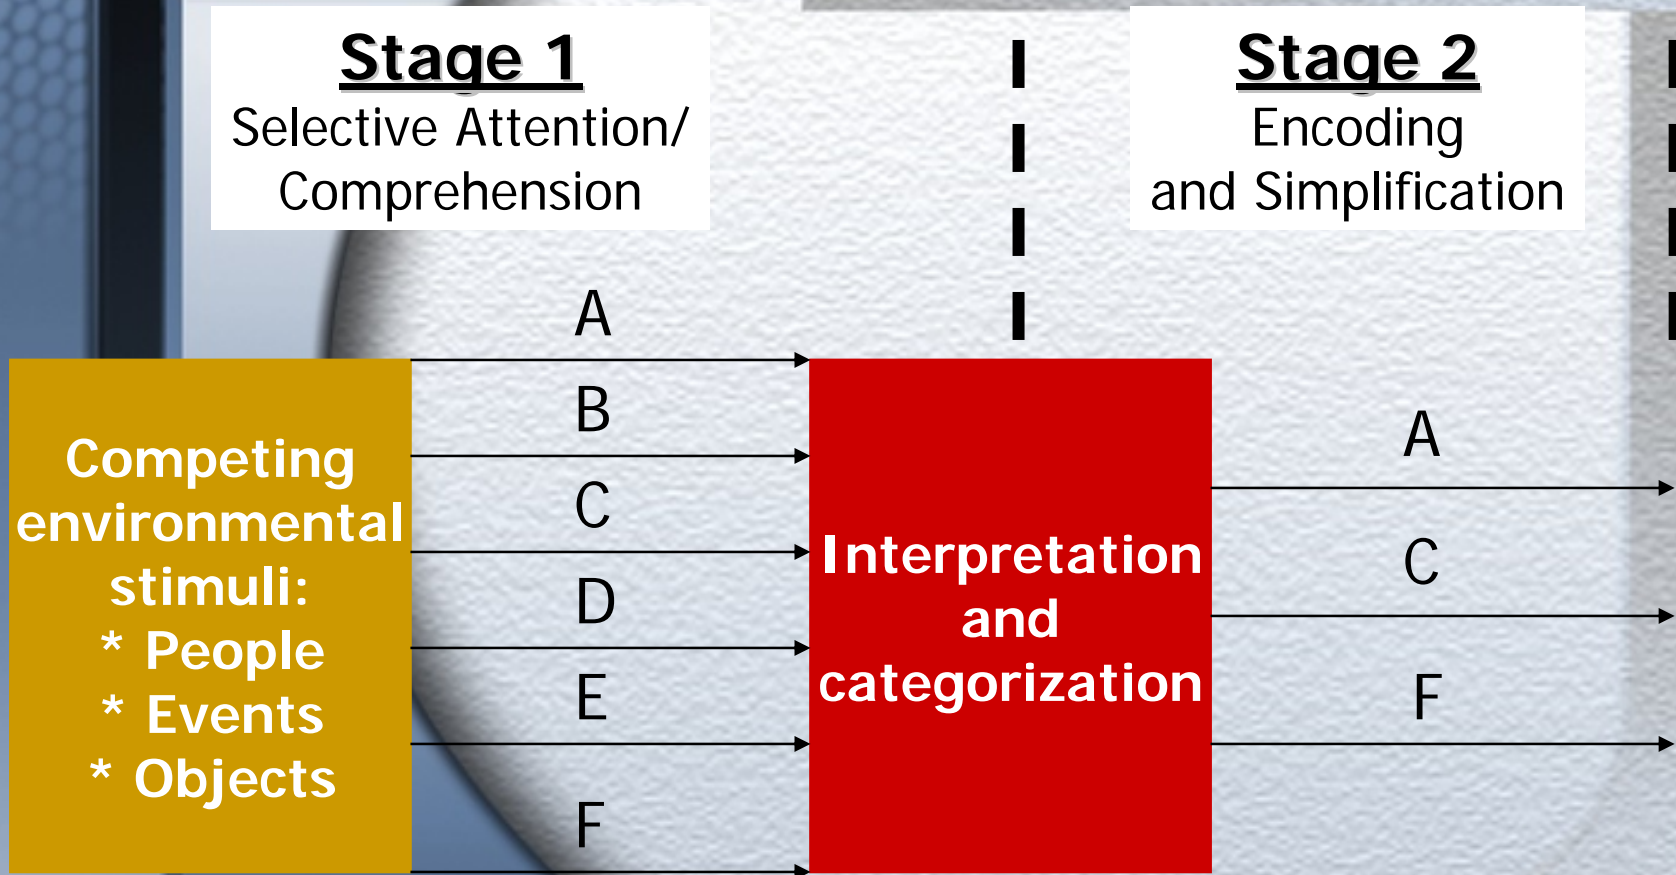 Stage 1
Selective Attention/
Comprehension
Stage 2
Encoding
and Simplification
Competing
environmental
stimuli:
* People
* Events
* Objects
A
B
C
D
E
F
Interpretation
and
categorization
A
C
F